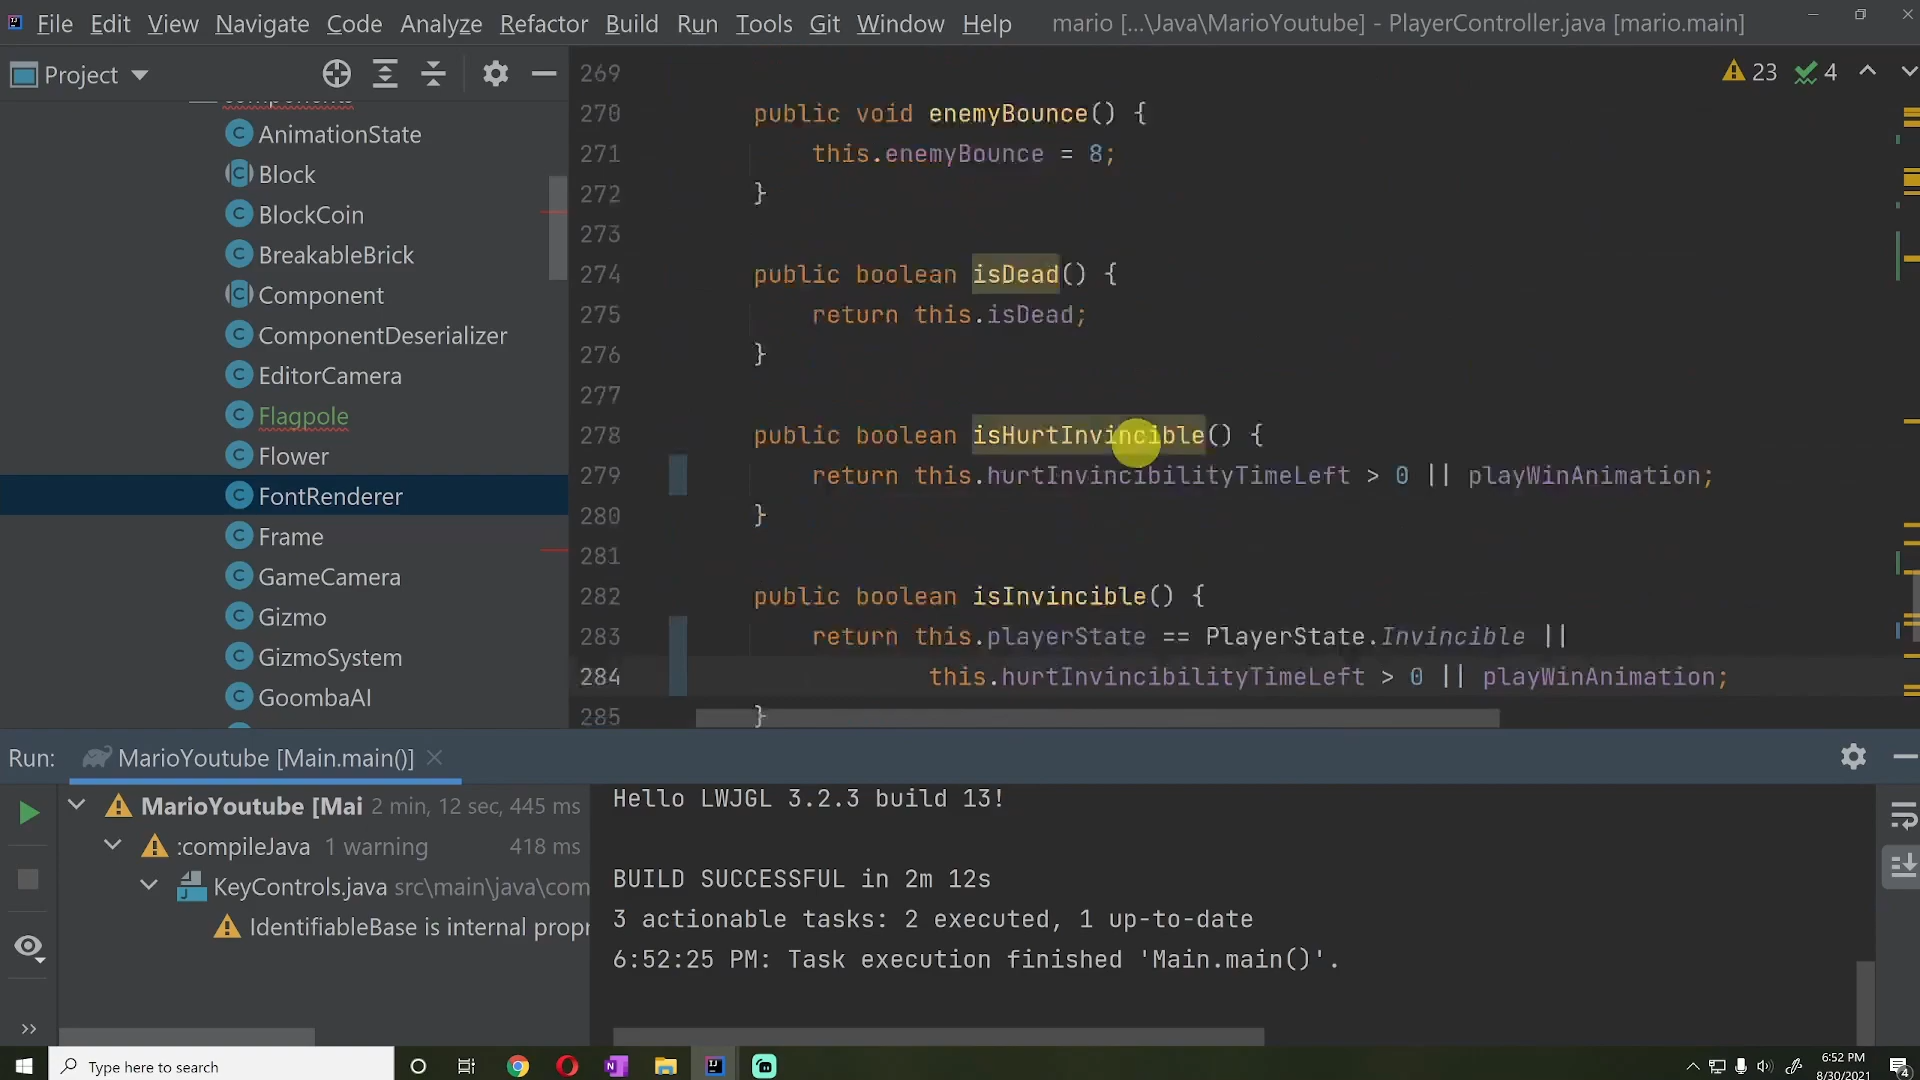 File Edit View Navigate Code Analyze Refactor Build Run Tools Git Window Help mario [...\Java\MarioYoutube] - PlayerController.java [mario.main]
Project
components
AnimationState
Block
BlockCoin
BreakableBrick
Component
ComponentDeserializer
EditorCamera
Flagpole
Flower
FontRenderer
Frame
GameCamera
Gizmo
GizmoSystem
GoombaAI
23 4
269
270 public void enemyBounce() {
271 this.enemyBounce = 8;
272 }
273
274 public boolean isDead() {
275 return this.isDead;
276 }
277
278 public boolean isHurtInvincible() {
279 return this.hurtInvincibilityTimeLeft > 0 || playWinAnimation;
280 }
281
282 public boolean isInvincible() {
283 return this.playerState == PlayerState.Invincible ||
284 this.hurtInvincibilityTimeLeft > 0 || playWinAnimation;
285 }
Run: MarioYoutube [Main.main()]
MarioYoutube [Mai 2 min, 12 sec, 445 ms
:compileJava 1 warning 418 ms
KeyControls.java src\main\java\com
IdentifiableBase is internal propr
Hello LWJGL 3.2.3 build 13!
BUILD SUCCESSFUL in 2m 12s
3 actionable tasks: 2 executed, 1 up-to-date
6:52:25 PM: Task execution finished 'Main.main()'.
Type here to search
6:52 PM
8/30/2021
4